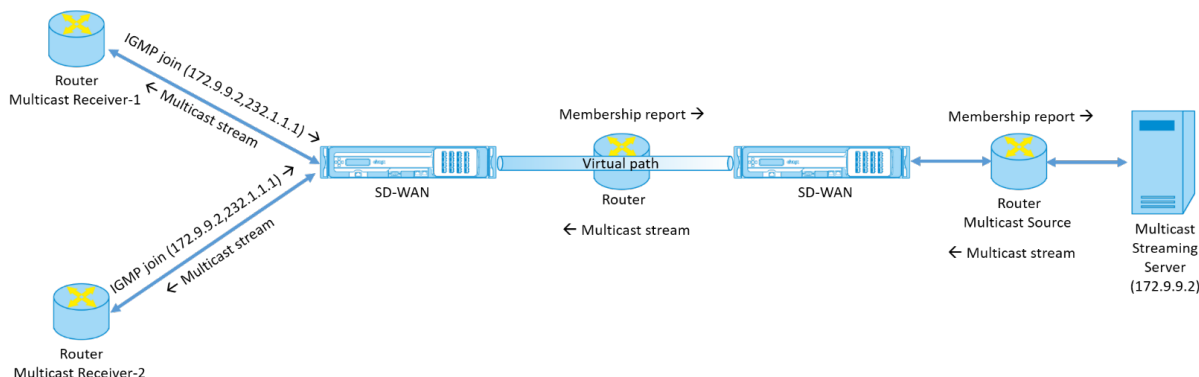 Router
Multicast Receiver-1
IGMP join (172.9.9.2,232.1.1.1) →
← Multicast stream
IGMP join (172.9.9.2,232.1.1.1) →
← Multicast stream
Router
Multicast Receiver-2
SD-WAN
Membership report →
Virtual path
Router
← Multicast stream
SD-WAN
Membership report →
Router
Multicast Source
← Multicast stream
Multicast
Streaming
Server
(172.9.9.2)